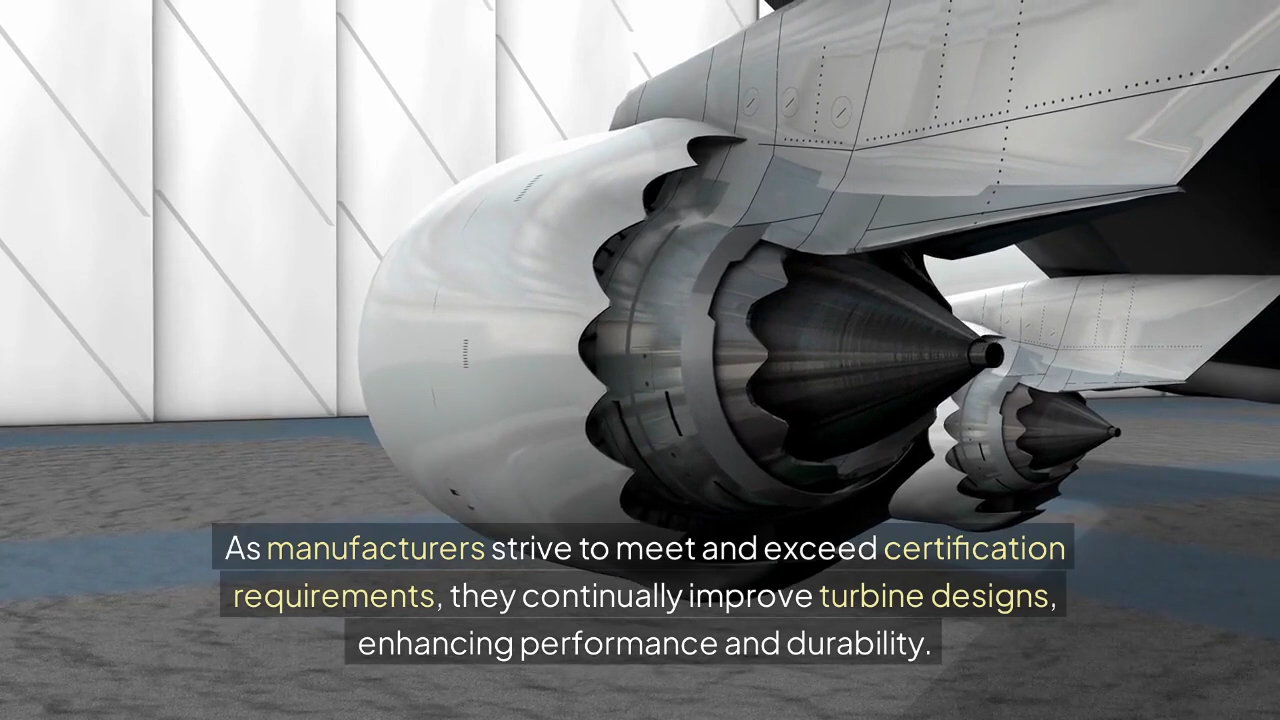 As manufacturers strive to meet and exceed certification
requirements, they continually improve turbine designs,
enhancing performance and durability.